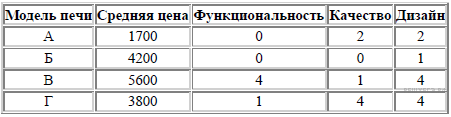 Модель печи Средняя цена Функциональность Качество Дизайн
А 1700 0 2 2
Б 4200 0 0 1
В 5600 4 1 4
Г 3800 1 4 4